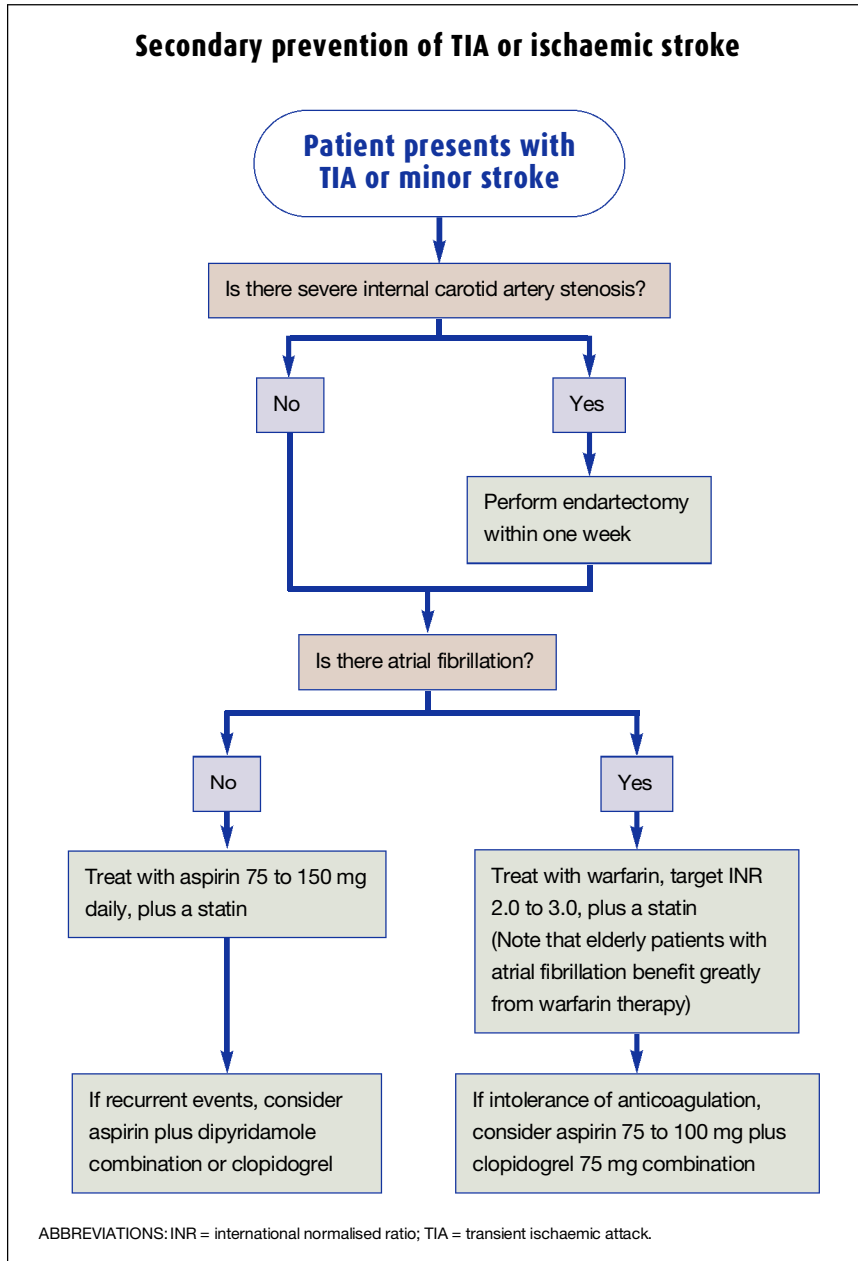 Secondary prevention of TIA or ischaemic stroke
Patient presents with
TIA or minor stroke
Is there severe internal carotid artery stenosis?
No
Yes
Perform endartectomy
within one week
Is there atrial fibrillation?
No
Yes
Treat with aspirin 75 to 150 mg
daily, plus a statin
Treat with warfarin, target INR
2.0 to 3.0, plus a statin
(Note that elderly patients with
atrial fibrillation benefit greatly
from warfarin therapy)
If recurrent events, consider
aspirin plus dipyridamole
combination or clopidogrel
If intolerance of anticoagulation,
consider aspirin 75 to 100 mg plus
clopidogrel 75 mg combination
ABBREVIATIONS: INR = international normalised ratio; TIA = transient ischaemic attack.